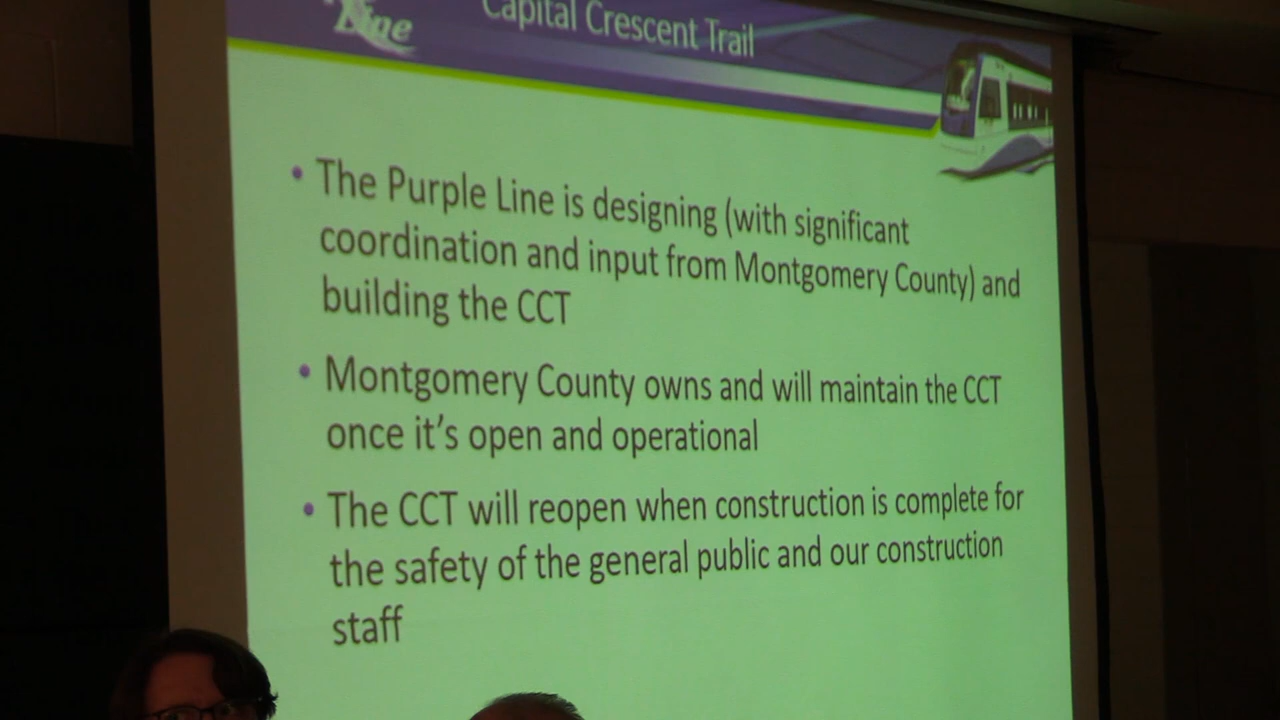 Line
Capital Crescent Trail
• The Purple Line is designing (with significant
coordination and input from Montgomery County) and
building the CCT
• Montgomery County owns and will maintain the CCT
once it's open and operational
• The CCT will reopen when construction is complete for
the safety of the general public and our construction
staff